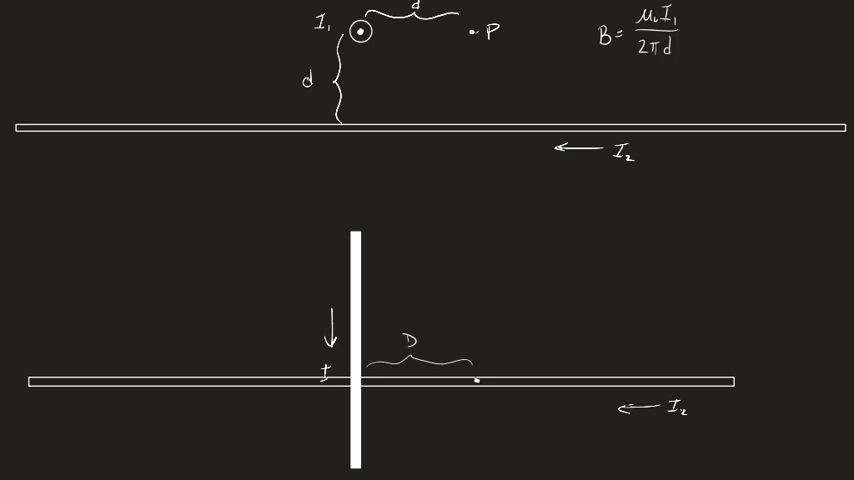 d
I₁
P
B = μ₀I₁ / 2πd
d
I₂
D
I
I₂